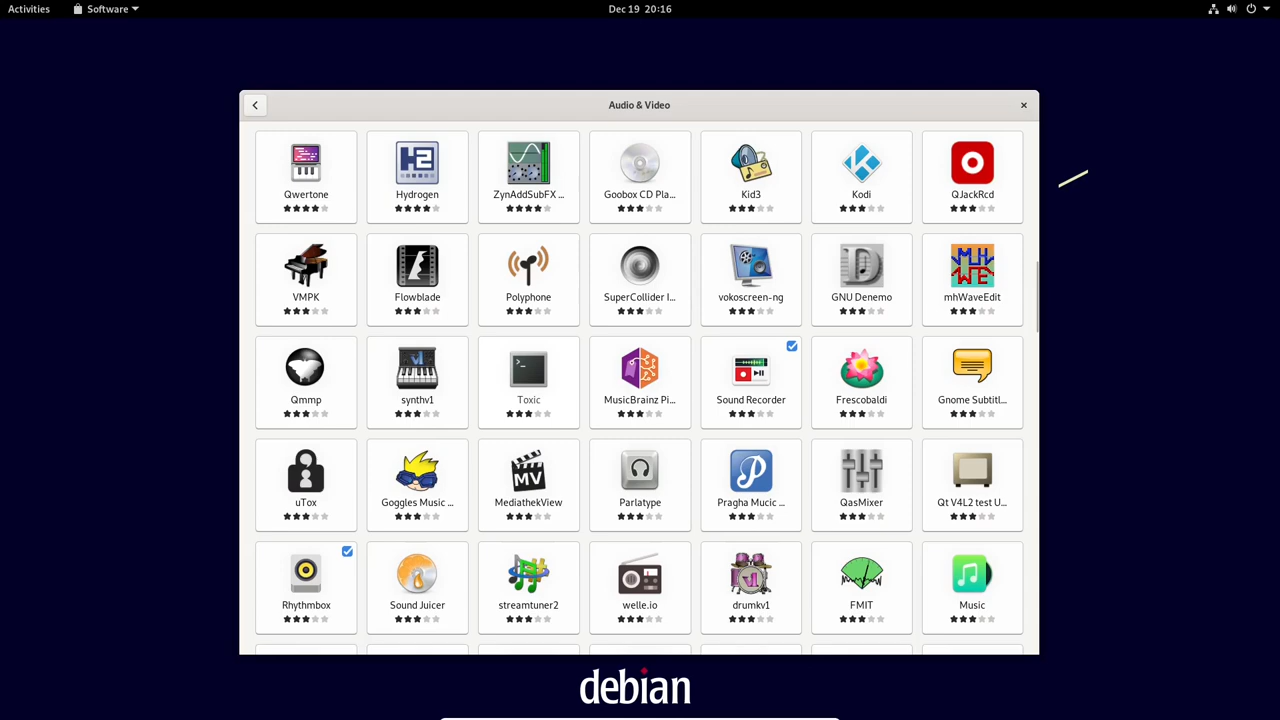 Activities
Software
Dec 19 20:16
Audio & Video
Qwertone
Hydrogen
ZynAddSubFX ...
Goobox CD Pla...
Kid3
Kodi
QJackRcd
VMPK
Flowblade
Polyphone
SuperCollider I...
vokoscreen-ng
GNU Denemo
mhWaveEdit
Qmmp
synthv1
Toxic
MusicBrainz Pi...
Sound Recorder
Frescobaldi
Gnome Subtitl...
uTox
Goggles Music ...
MediathekView
Parlatype
Pragha Mucic ...
QasMixer
Qt V4L2 test U...
Rhythmbox
Sound Juicer
streamtuner2
welle.io
drumkv1
FMIT
Music
debian